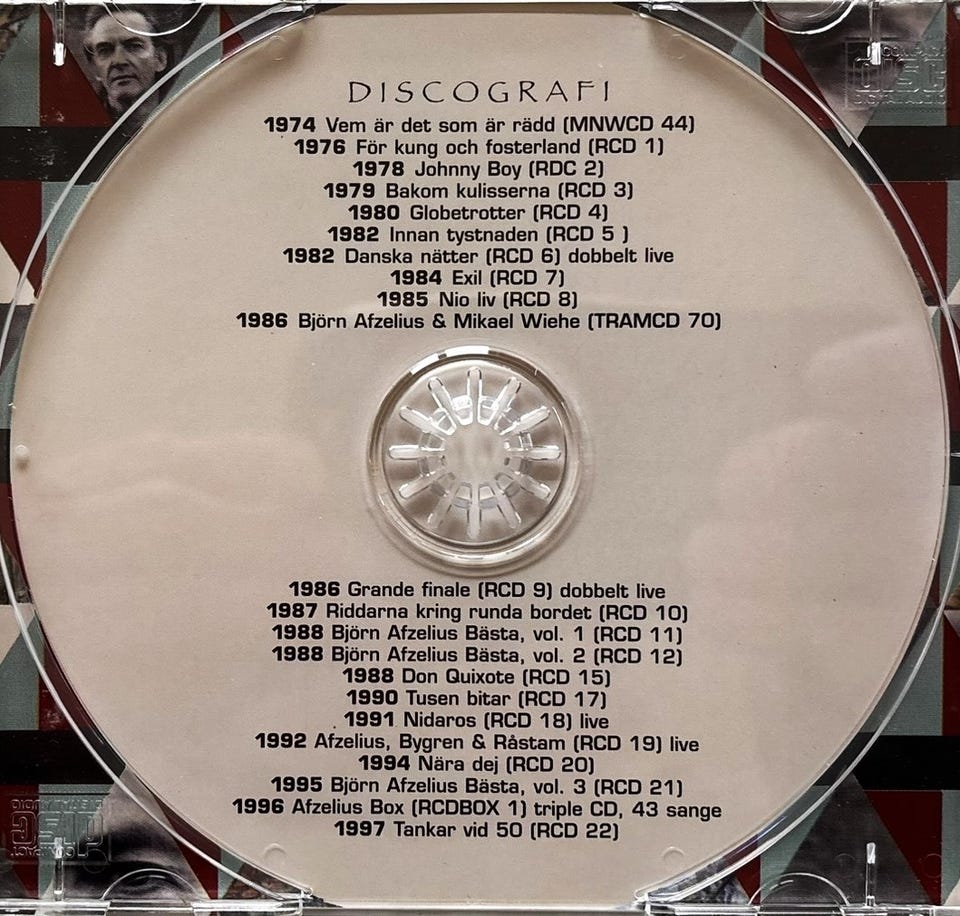 DISCOGRAFI
1974 Vem är det som är rädd (MNWCD 44)
1976 För kung och fosterland (RCD 1)
1978 Johnny Boy (RDC 2)
1979 Bakom kulisserna (RCD 3)
1980 Globetrotter (RCD 4)
1982 Innan tystnaden (RCD 5 )
1982 Danska nätter (RCD 6) dobbelt live
1984 Exil (RCD 7)
1985 Nio liv (RCD 8)
1986 Björn Afzelius & Mikael Wiehe (TRAMCD 70)
1986 Grande finale (RCD 9) dobbelt live
1987 Riddarna kring runda bordet (RCD 10)
1988 Björn Afzelius Bästa, vol. 1 (RCD 11)
1988 Björn Afzelius Bästa, vol. 2 (RCD 12)
1988 Don Quixote (RCD 15)
1990 Tusen bitar (RCD 17)
1991 Nidaros (RCD 18) live
1992 Afzelius, Bygren & Råstam (RCD 19) live
1994 Nära dej (RCD 20)
1995 Björn Afzelius Bästa, vol. 3 (RCD 21)
1996 Afzelius Box (RCDBOX 1) triple CD, 43 sange
1997 Tankar vid 50 (RCD 22)
COMPACT
disc
DIGITAL AUDIO